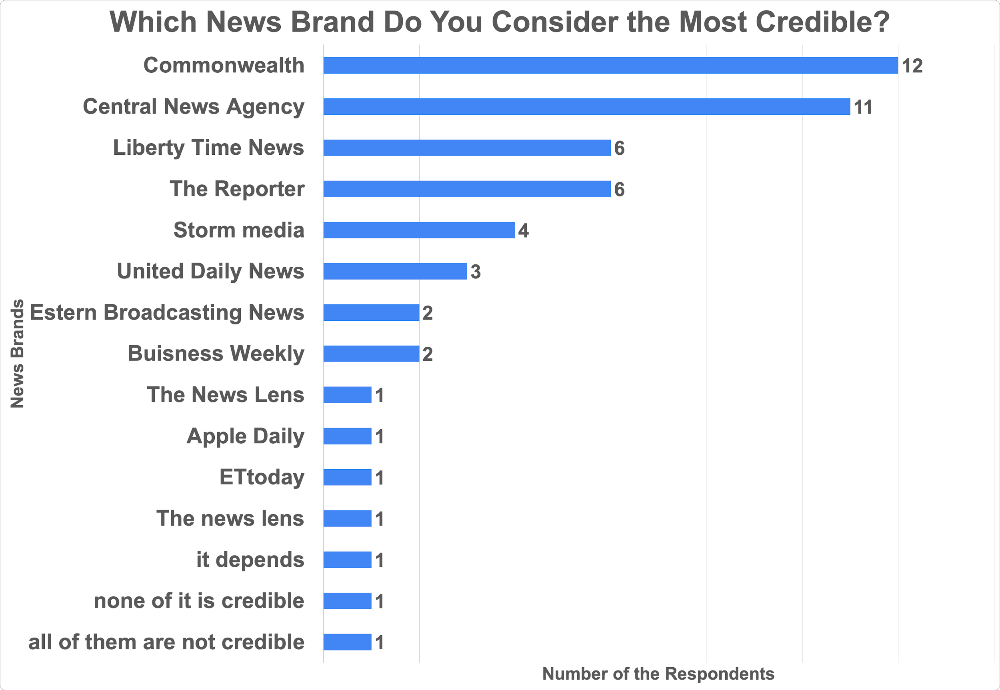 Which News Brand Do You Consider the Most Credible?
Commonwealth 12
Central News Agency 11
Liberty Time News 6
The Reporter 6
Storm media 4
United Daily News 3
Estern Broadcasting News 2
Buisness Weekly 2
The News Lens 1
Apple Daily 1
ETtoday 1
The news lens 1
it depends 1
none of it is credible 1
all of them are not credible 1
News Brands
Number of the Respondents